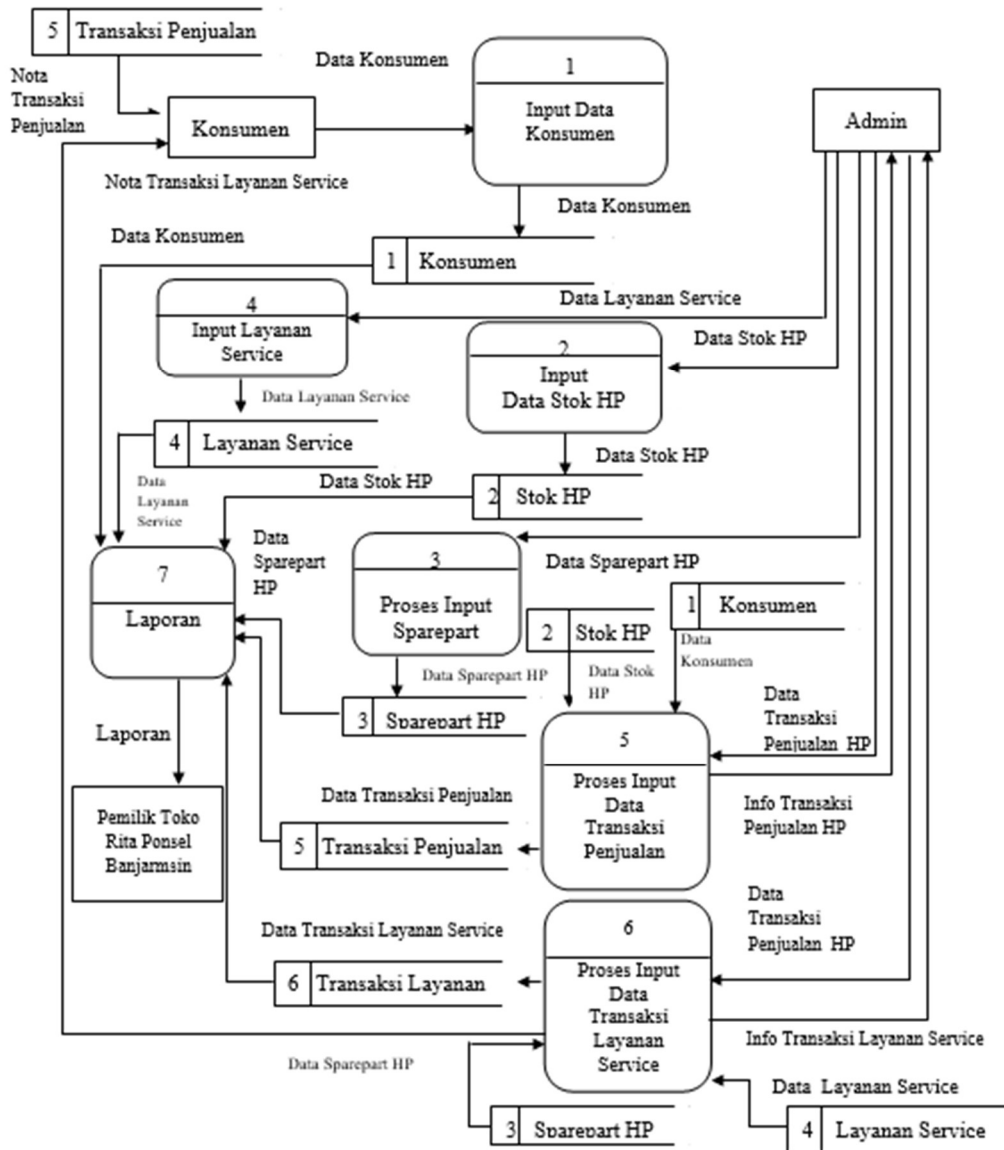 5 Transaksi Penjualan
Nota
Transaksi
Penjualan
Data Konsumen
1
Input Data
Konsumen
Konsumen
Admin
Nota Transaksi Layanan Service
Data Konsumen
Data Konsumen
1 Konsumen
4
Input Layanan
Service
Data Layanan Service
2
Input
Data Stok HP
Data Stok HP
Data Layanan Service
4 Layanan Service
Data Stok HP
Data
Layanan
Service
Data Stok HP
2 Stok HP
7
Laporan
Data
Sparepart
HP
3
Proses Input
Sparepart
Data Sparepart HP
1 Konsumen
2 Stok HP
Data
Konsumen
Data Sparepart HP
Data Stok
HP
3 Sparepart HP
Data
Transaksi
Penjualan HP
Laporan
5
Proses Input
Data
Transaksi
Penjualan
Pemilik Toko
Rita Ponsel
Banjarmsin
Data Transaksi Penjualan
5 Transaksi Penjualan
Info Transaksi
Penjualan HP
Data
Transaksi
Penjualan HP
Data Transaksi Layanan Service
6
Proses Input
Data
Transaksi
Layanan
Service
6 Transaksi Layanan
Info Transaksi Layanan Service
Data Sparepart HP
Data Layanan Service
3 Sparepart HP
4 Layanan Service